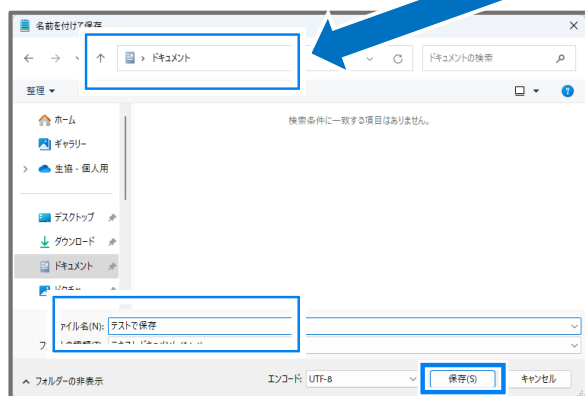 名前を付けて保存
ドキュメント
ドキュメントの検索
整理
ホーム
ギャラリー
生協 - 個人用
デスクトップ
ダウンロード
ドキュメント
検索条件に一致する項目はありません。
ァイル名(N): テストで保存
フォルダーの非表示
エンコード: UTF-8
保存(S)
キャンセル